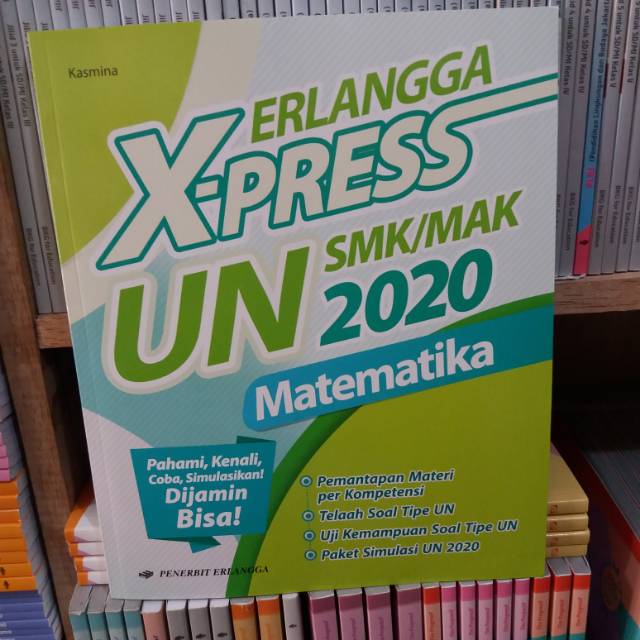 Kasmina
ERLANGGA
X-PRESS
UN SMK/MAK
2020
Matematika
Pahami, Kenali,
Coba, Simulasikan!
Dijamin
Bisa!
Pemantapan Materi
per Kompetensi
Telaah Soal Tipe UN
Uji Kemampuan Soal Tipe UN
Paket Simulasi UN 2020
PENERBIT ERLANGGA